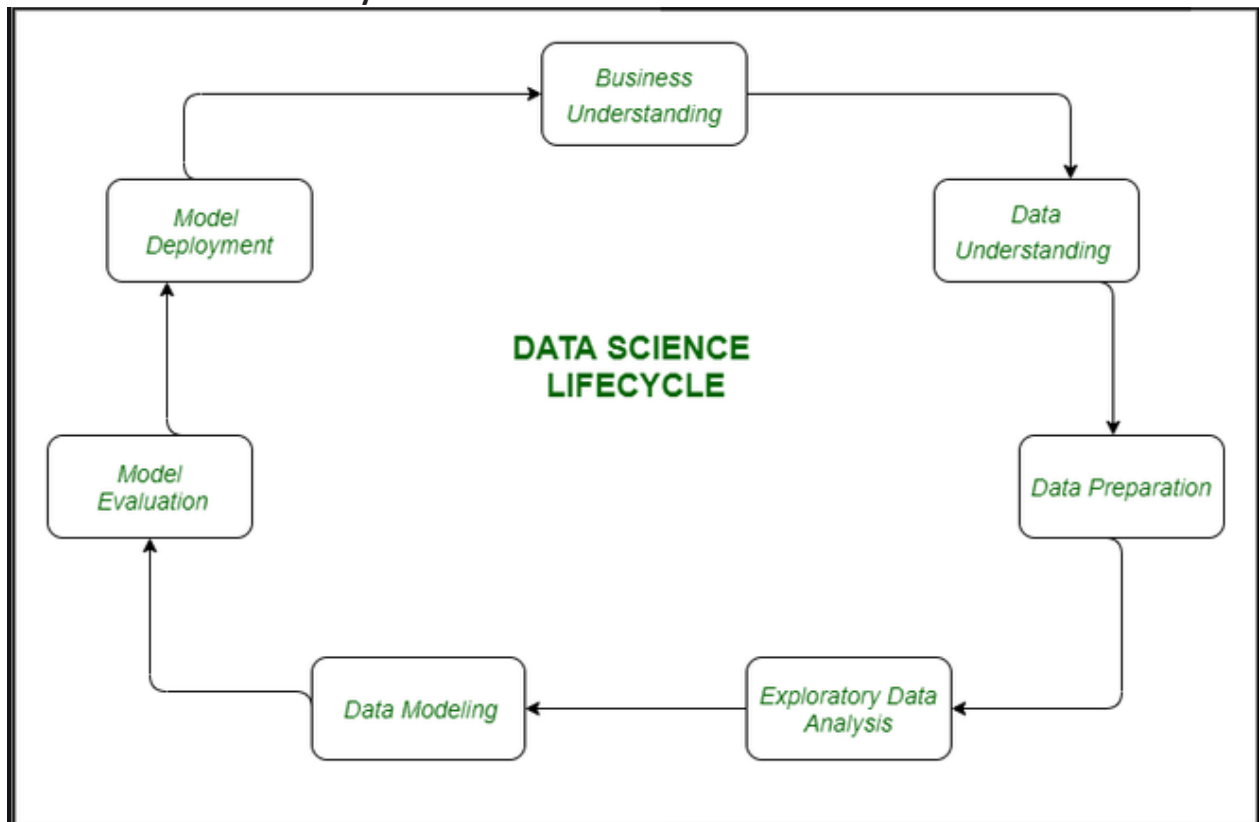 Business
Understanding
Data
Understanding
Data Preparation
Exploratory Data
Analysis
Data Modeling
Model
Evaluation
Model
Deployment
DATA SCIENCE
LIFECYCLE